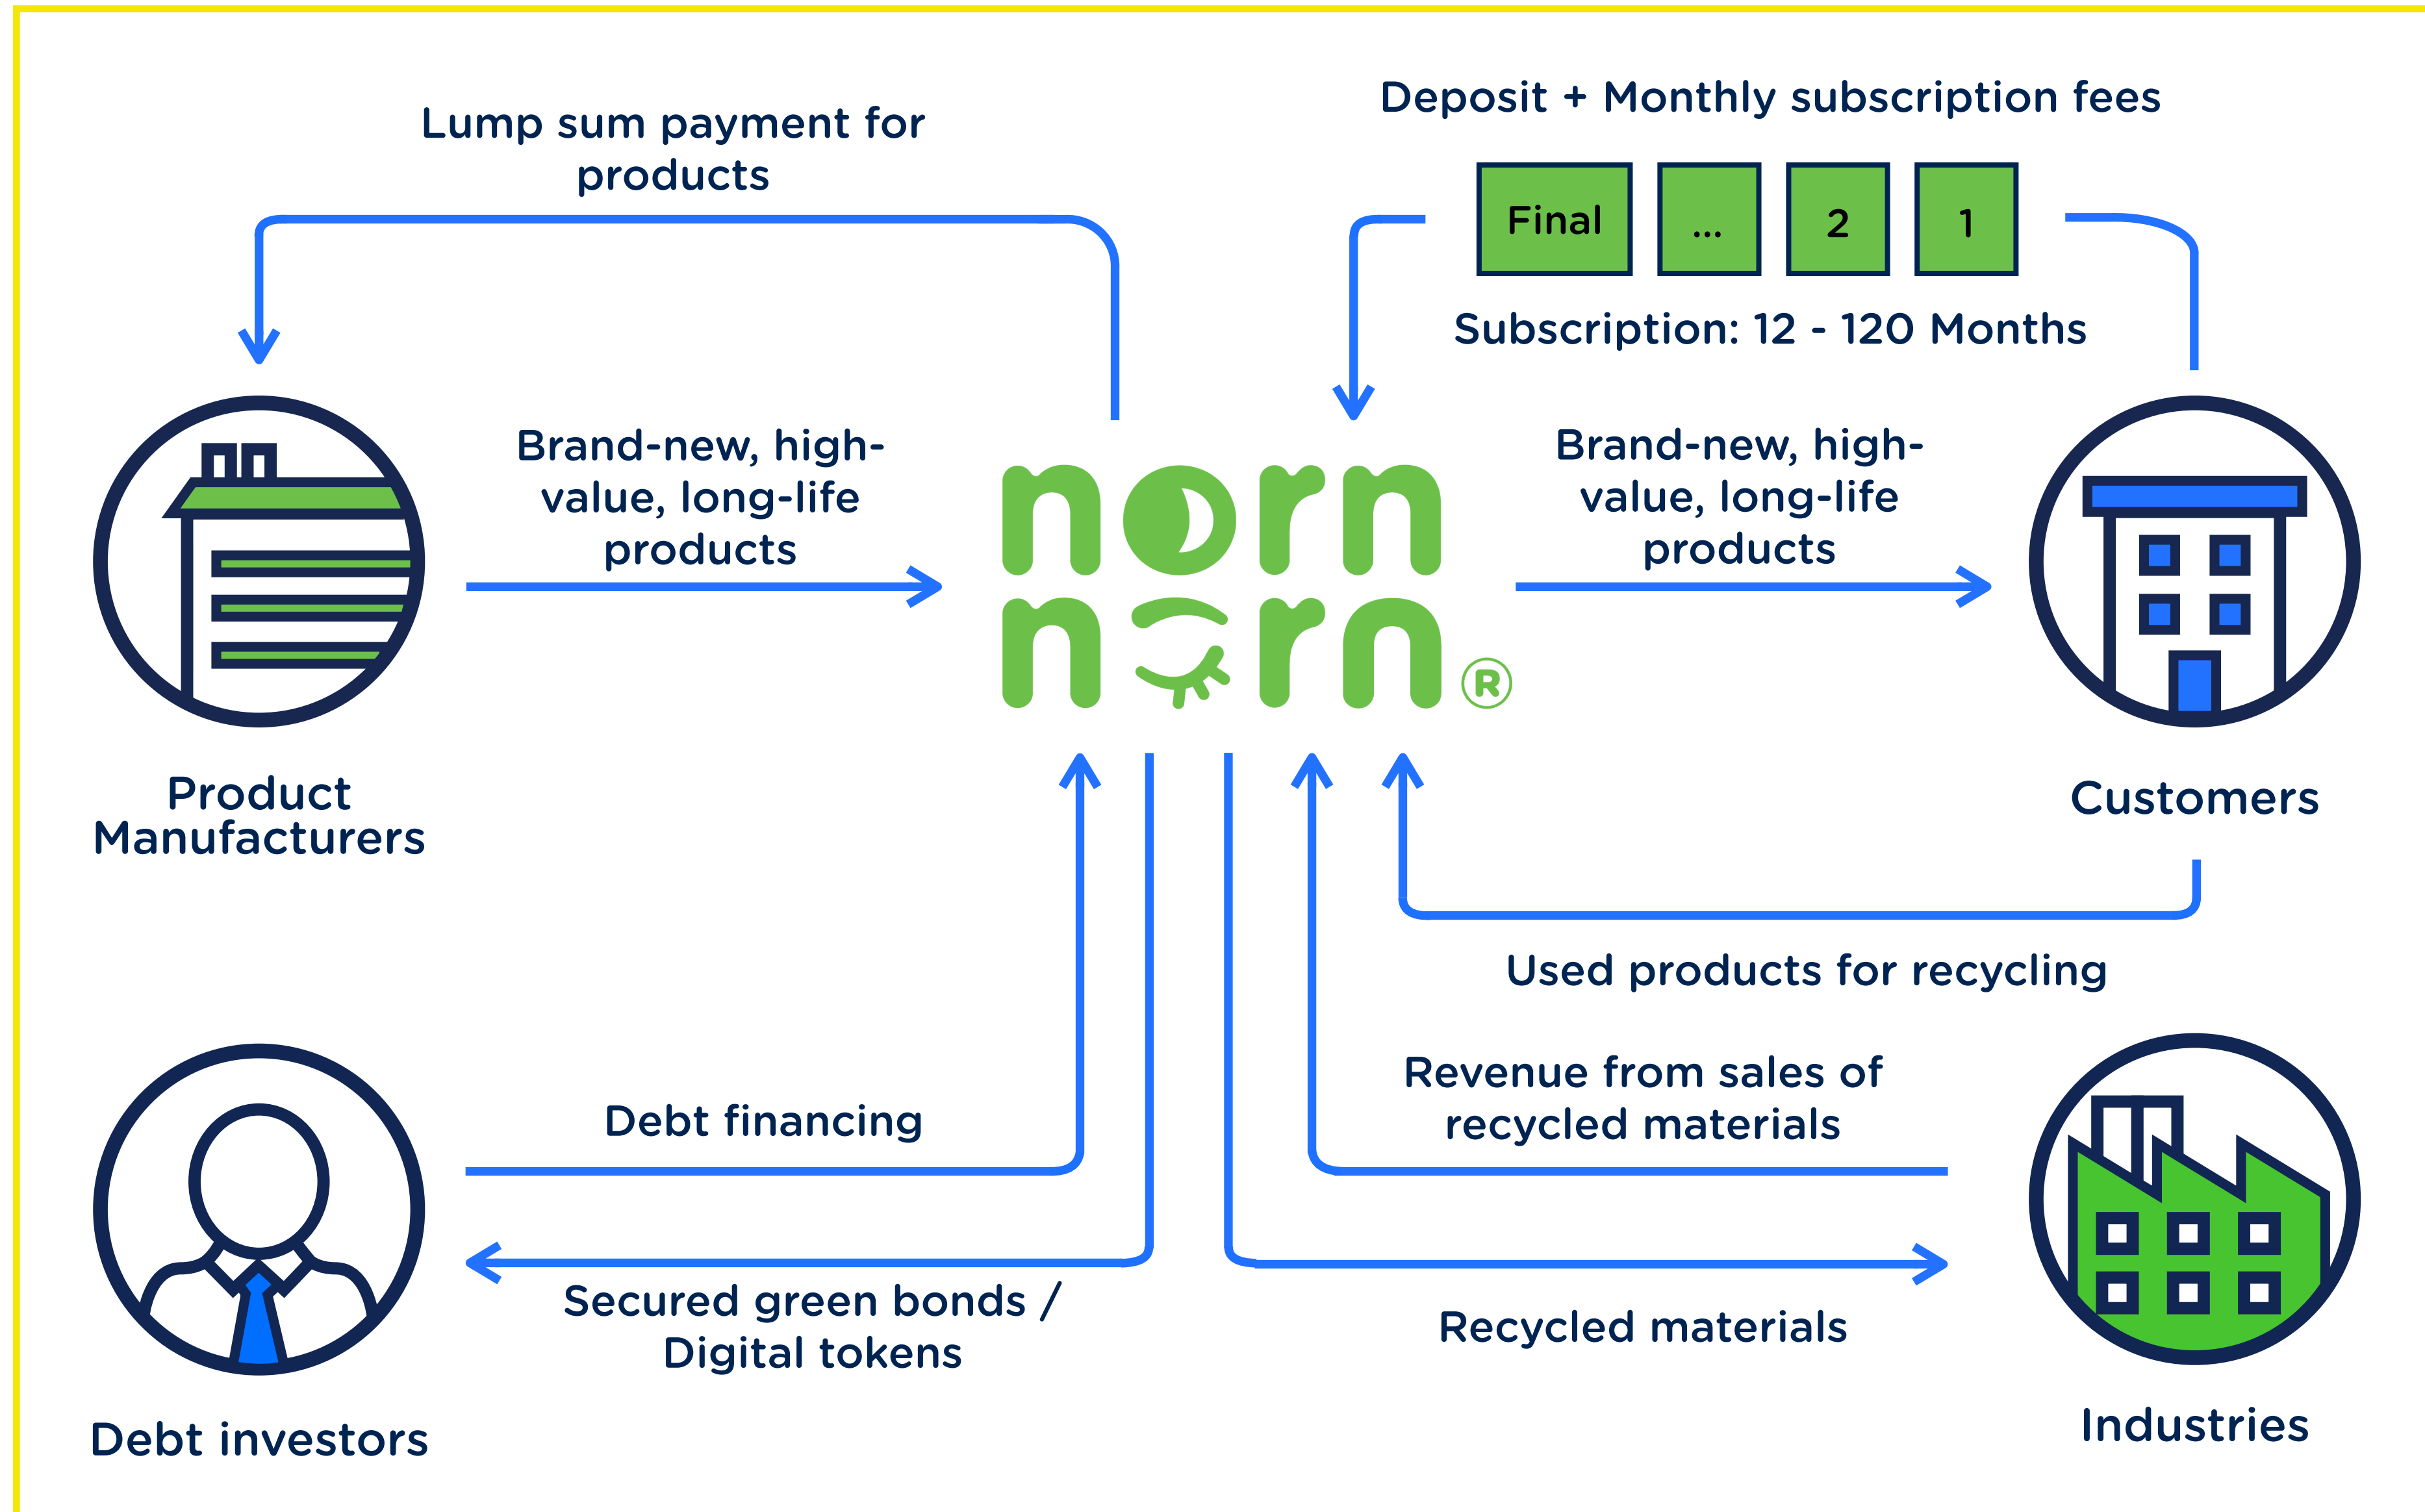 Deposit + Monthly subscription fees
Lump sum payment for
products
Final
...
2
1
Subscription: 12 - 120 Months
Brand-new, high-
value, long-life
products
norn
norn®
Brand-new, high-
value, long-life
products
Product
Manufacturers
Customers
Used products for recycling
Debt financing
Revenue from sales of
recycled materials
Secured green bonds /
Digital tokens
Recycled materials
Debt investors
Industries